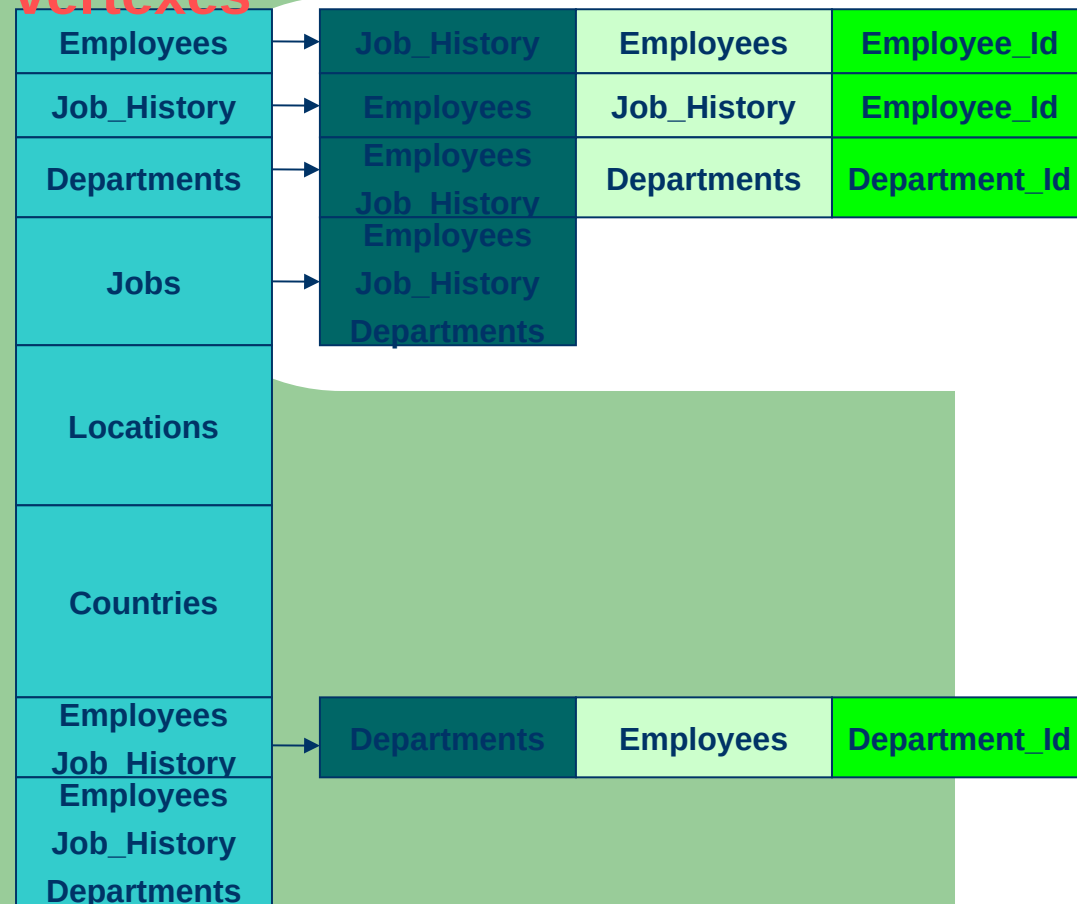 Vertexes
Employees Job_History Employees Employee_Id
Job_History Employees Job_History Employee_Id
Departments Employees
Job_History Departments Department_Id
Jobs Employees
Job_History
Departments
Locations
Countries
Employees
Job_History Departments Employees Department_Id
Employees
Job_History
Departments